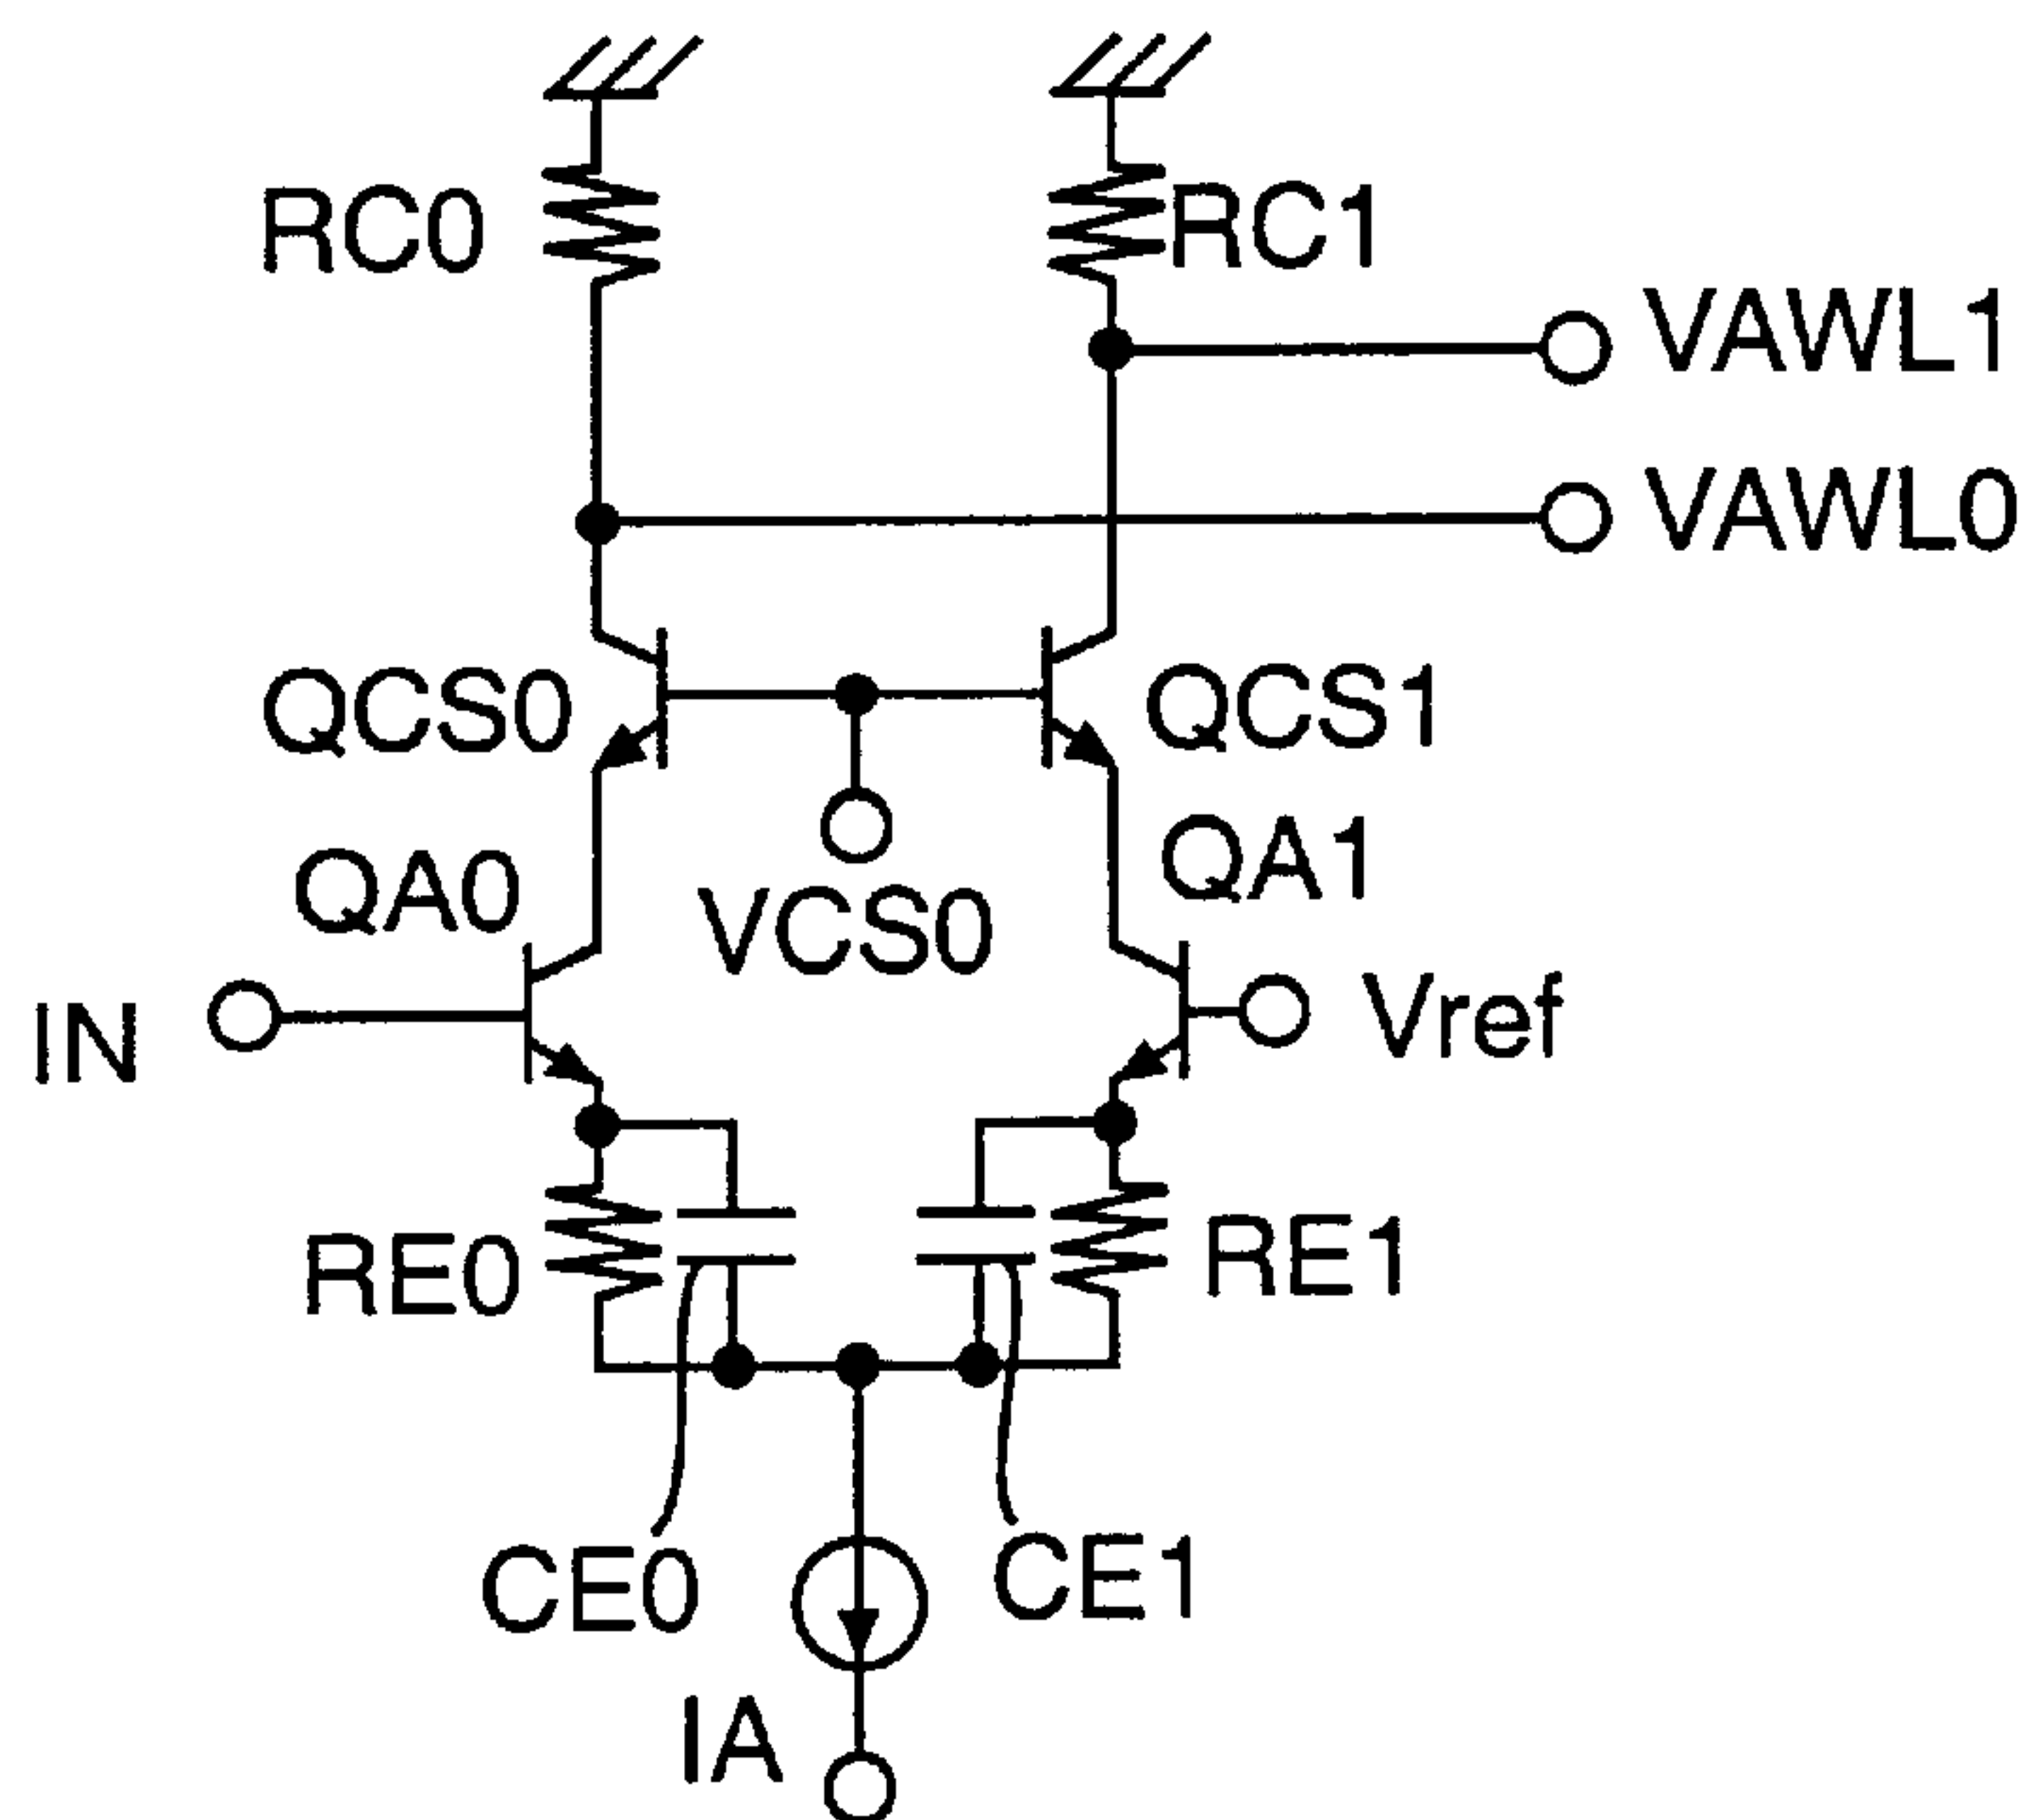 RC0
RC1
VAWL1
VAWL0
QCS0
QCS1
QA0
QA1
VCS0
IN
Vref
RE0
RE1
CE0
CE1
IA